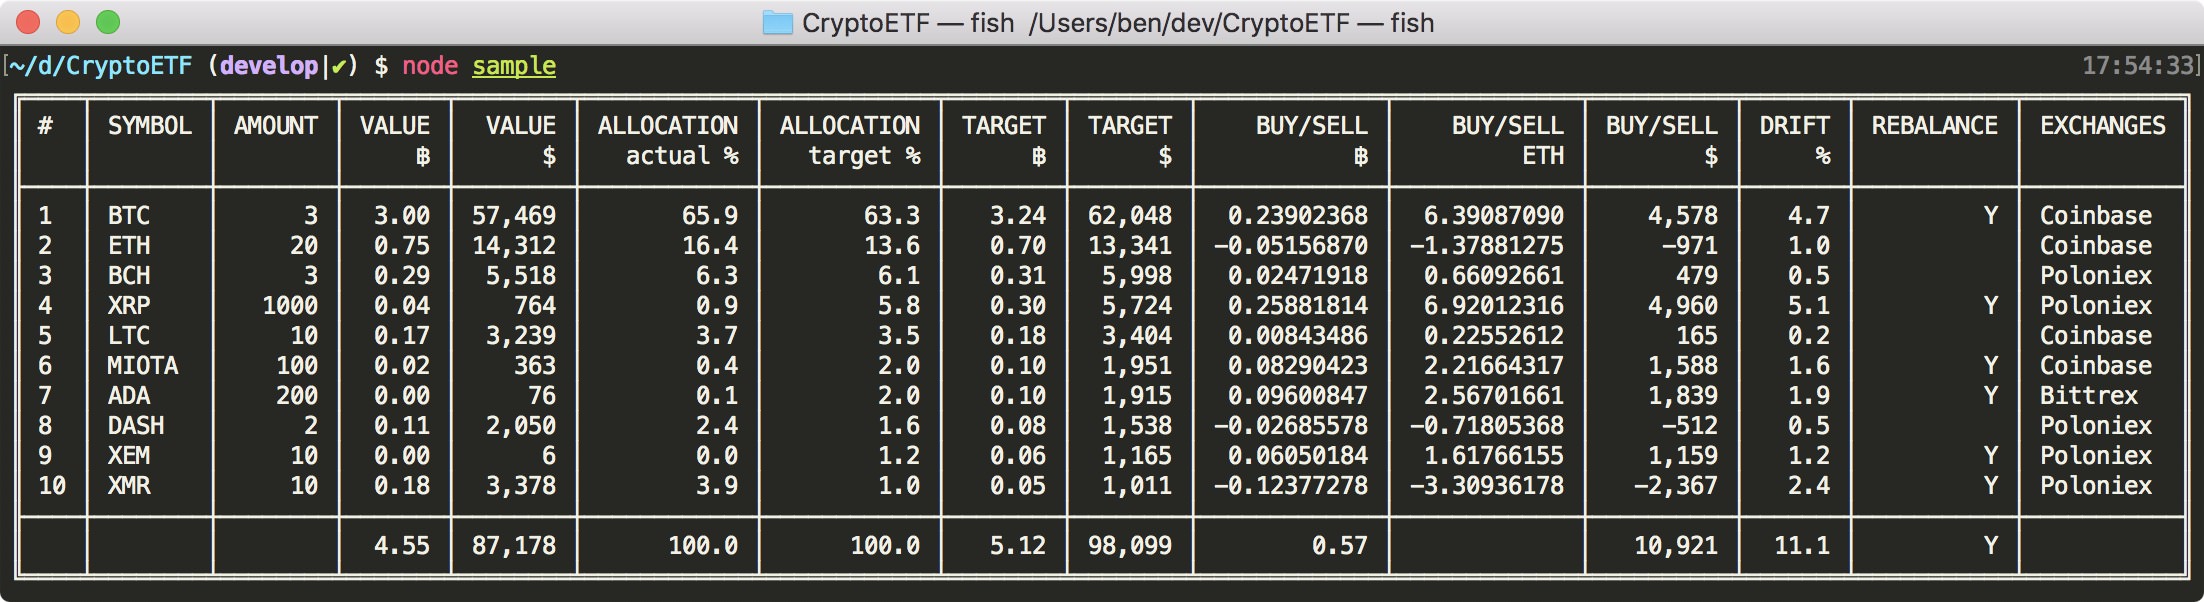 CryptoETF — fish /Users/ben/dev/CryptoETF — fish
~/d/CryptoETF (develop|✔) $ node sample 17:54:33
# SYMBOL AMOUNT VALUE VALUE ALLOCATION ALLOCATION TARGET TARGET BUY/SELL BUY/SELL BUY/SELL DRIFT REBALANCE EXCHANGES
฿ $ actual % target % ฿ $ ฿ ETH $ %
1 BTC 3 3.00 57,469 65.9 63.3 3.24 62,048 0.23902368 6.39087090 4,578 4.7 Y Coinbase
2 ETH 20 0.75 14,312 16.4 13.6 0.70 13,341 −0.05156870 −1.37881275 −971 1.0 Coinbase
3 BCH 3 0.29 5,518 6.3 6.1 0.31 5,998 0.02471918 0.66092661 479 0.5 Poloniex
4 XRP 1000 0.04 764 0.9 5.8 0.30 5,724 0.25881814 6.92012316 4,960 5.1 Y Poloniex
5 LTC 10 0.17 3,239 3.7 3.5 0.18 3,404 0.00843486 0.22552612 165 0.2 Coinbase
6 MIOTA 100 0.02 363 0.4 2.0 0.10 1,951 0.08290423 2.21664317 1,588 1.6 Y Coinbase
7 ADA 200 0.00 76 0.1 2.0 0.10 1,915 0.09600847 2.56701661 1,839 1.9 Y Bittrex
8 DASH 2 0.11 2,050 2.4 1.6 0.08 1,538 −0.02685578 −0.71805368 −512 0.5 Poloniex
9 XEM 10 0.00 6 0.0 1.2 0.06 1,165 0.06050184 1.61766155 1,159 1.2 Y Poloniex
10 XMR 10 0.18 3,378 3.9 1.0 0.05 1,011 −0.12377278 −3.30936178 −2,367 2.4 Y Poloniex
4.55 87,178 100.0 100.0 5.12 98,099 0.57 10,921 11.1 Y